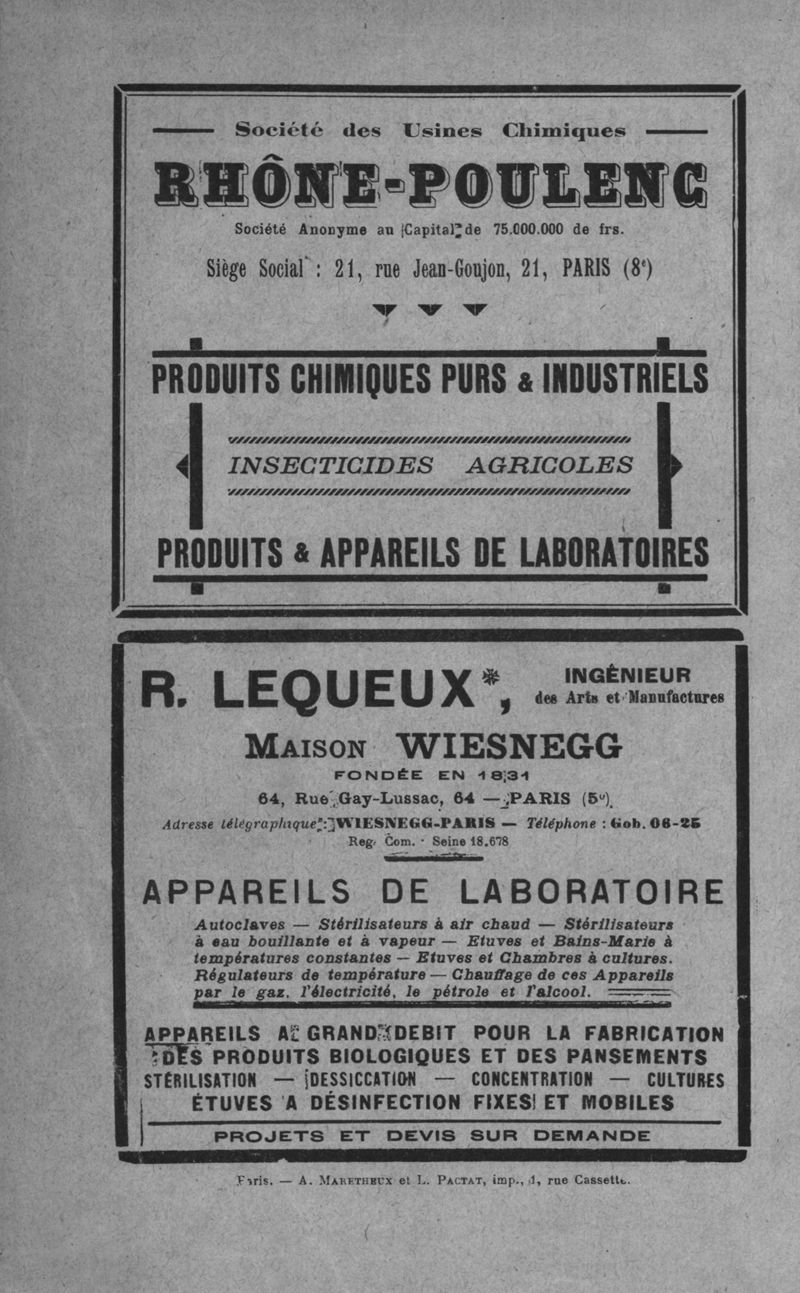 Société des Usines Chimiques
RHÔNE-POULENC
Société Anonyme au Capital de 75.000.000 de frs.
Siège Social : 21, rue Jean-Goujon, 21, PARIS (8e)
PRODUITS CHIMIQUES PURS & INDUSTRIELS
INSECTICIDES AGRICOLES
PRODUITS & APPAREILS DE LABORATOIRES
R. LEQUEUX*, INGÉNIEUR
des Arts et Manufactures
MAISON WIESNEGG
FONDÉE EN 1831
64, Rue Gay-Lussac, 64 — PARIS (5e)
Adresse télégraphique : WIESNEGG-PARIS — Téléphone : Gob. 06-25
Reg. Com. · Seine 18.678
APPAREILS DE LABORATOIRE
Autoclaves — Stérilisateurs à air chaud — Stérilisateurs
à eau bouillante et à vapeur — Etuves et Bains-Marie à
températures constantes — Etuves et Chambres à cultures.
Régulateurs de température — Chauffage de ces Appareils
par le gaz, l'électricité, le pétrole et l'alcool.
APPAREILS A GRAND DEBIT POUR LA FABRICATION
DES PRODUITS BIOLOGIQUES ET DES PANSEMENTS
STÉRILISATION — DESSICCATION — CONCENTRATION — CULTURES
ÉTUVES A DÉSINFECTION FIXES ET MOBILES
PROJETS ET DEVIS SUR DEMANDE
Paris. — A. MARETHEUX et L. PACTAT, imp., 1, rue Cassette.